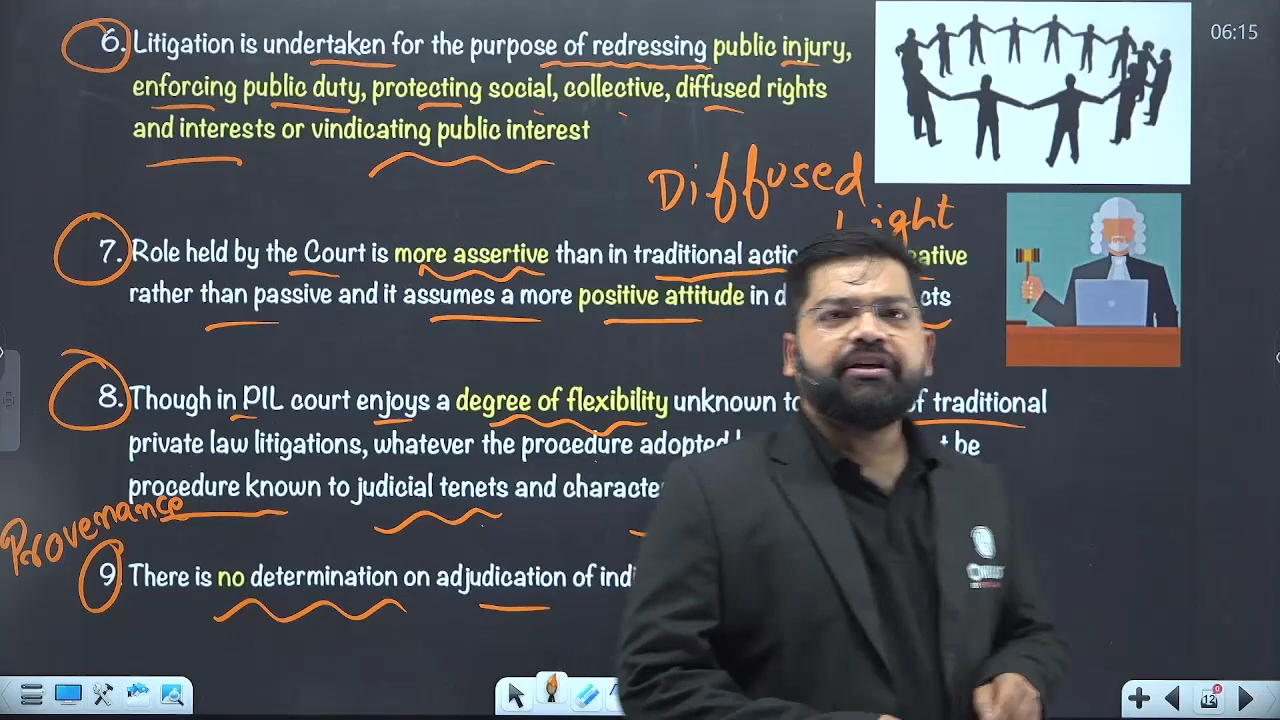 06:15
6. Litigation is undertaken for the purpose of redressing public injury,
enforcing public duty, protecting social, collective, diffused rights
and interests or vindicating public interest
Diffused
7. Role held by the Court is more assertive than in traditional
rather than passive and it assumes a more positive attitude in
8. Though in PIL court enjoys a degree of flexibility unknown to of traditional
private law litigations, whatever the procedure adopted be
procedure known to judicial tenets and
Provenance
9. There is no determination on adjudication of
12